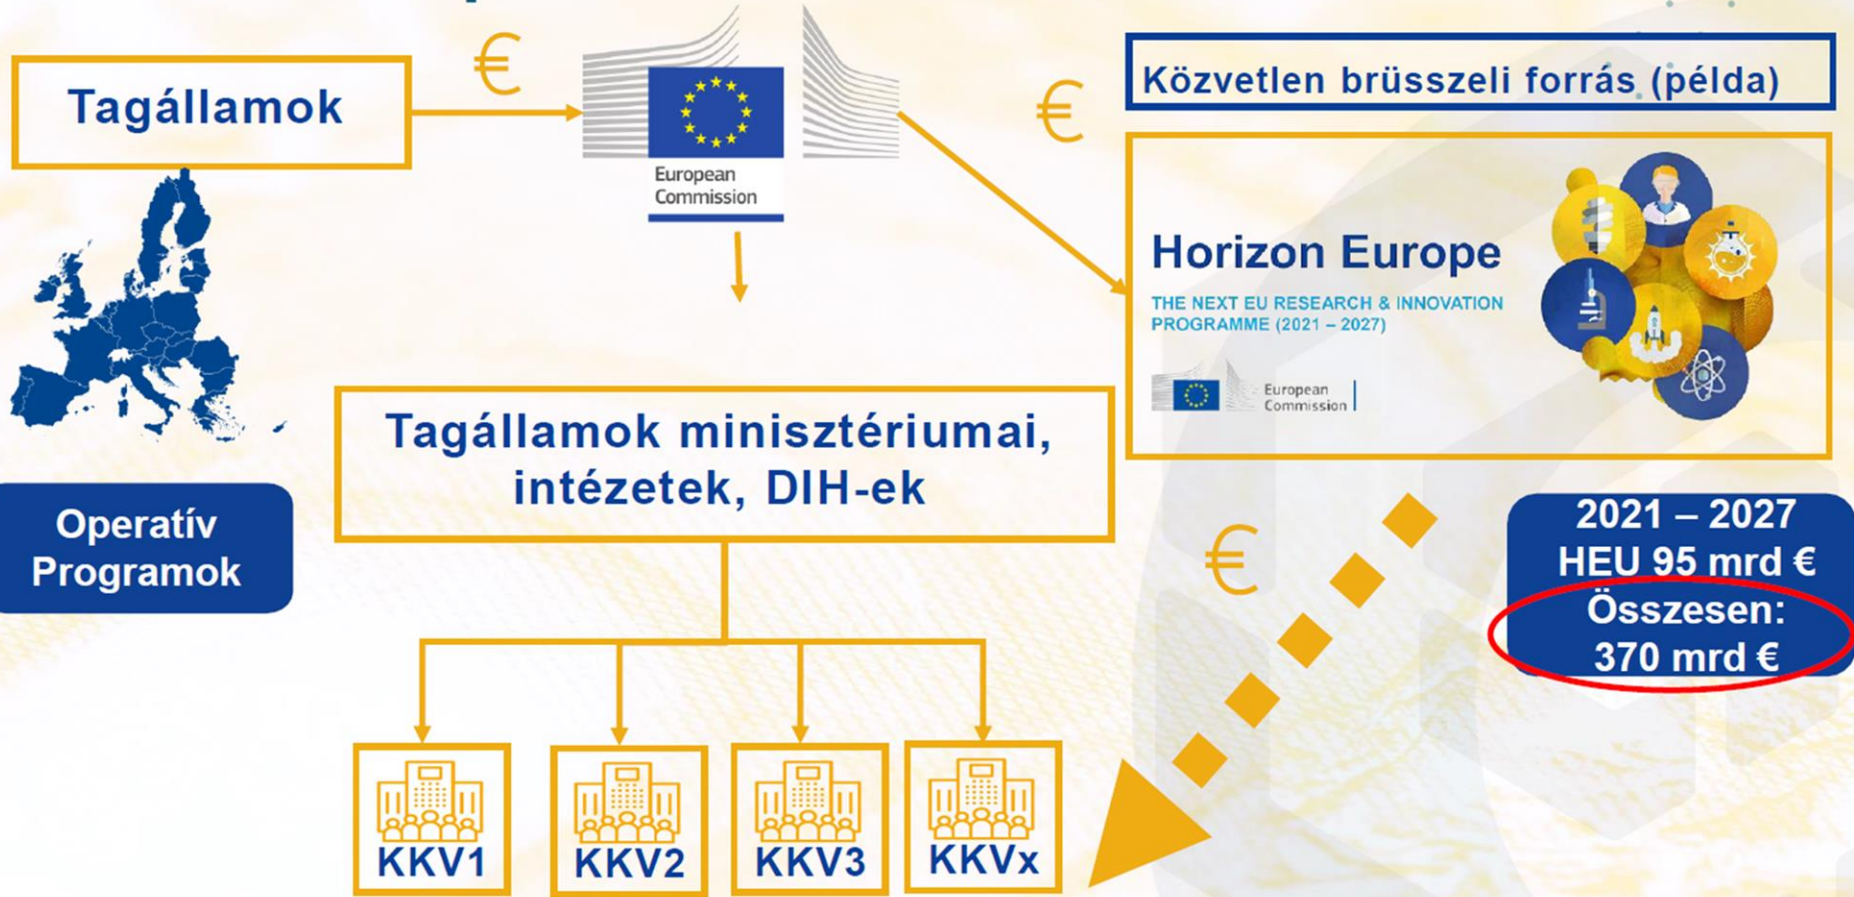 Tagállamok
€
European
Commission
€
Közvetlen brüsszeli forrás (példa)
Horizon Europe
THE NEXT EU RESEARCH & INNOVATION
PROGRAMME (2021 – 2027)
European
Commission
Tagállamok minisztériumai,
intézetek, DIH-ek
Operatív
Programok
€
2021 – 2027
HEU 95 mrd €
Összesen:
370 mrd €
KKV1
KKV2
KKV3
KKVx